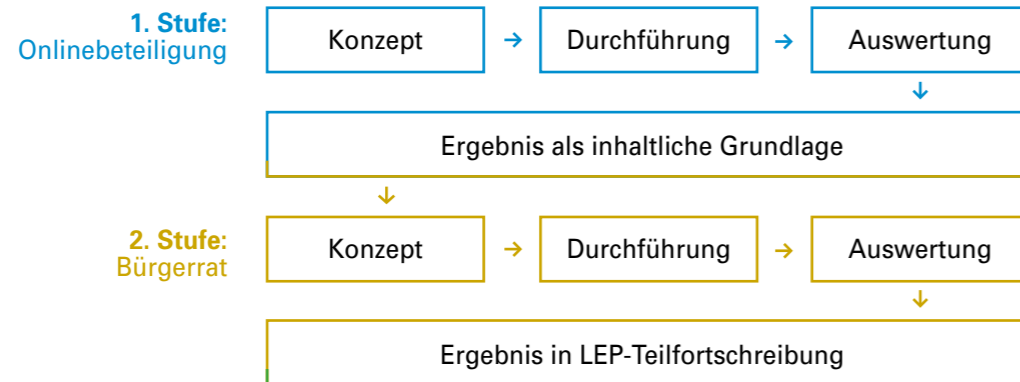 1. Stufe:
Onlinebeteiligung
Konzept → Durchführung → Auswertung
↓
Ergebnis als inhaltliche Grundlage
↓
2. Stufe:
Bürgerrat
Konzept → Durchführung → Auswertung
↓
Ergebnis in LEP-Teilfortschreibung